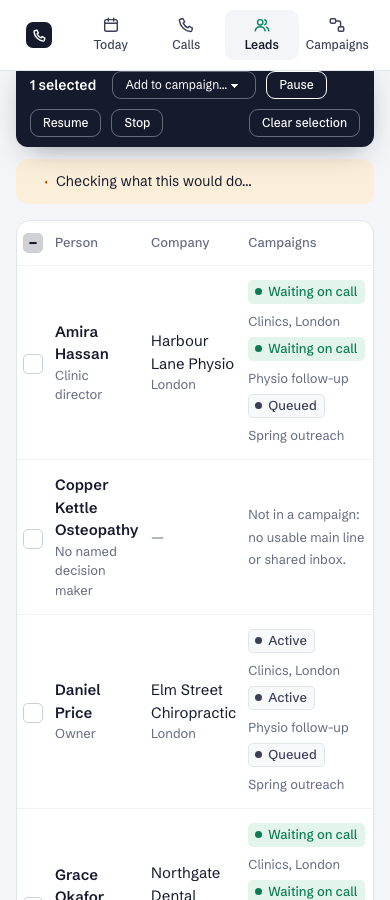 Today
Calls
Leads
Campaigns
1 selected
Add to campaign...
Pause
Resume
Stop
Clear selection
Checking what this would do...
Person
Company
Campaigns
Amira
Hassan
Clinic
director
Harbour
Lane Physio
London
Waiting on call
Clinics, London
Waiting on call
Physio follow-up
Queued
Spring outreach
Copper
Kettle
Osteopathy
No named
decision
maker
—
Not in a campaign:
no usable main line
or shared inbox.
Daniel
Price
Owner
Elm Street
Chiropractic
London
Active
Clinics, London
Active
Physio follow-up
Queued
Spring outreach
Grace
Okafor
Northgate
Dental
Waiting on call
Clinics, London
Waiting on call